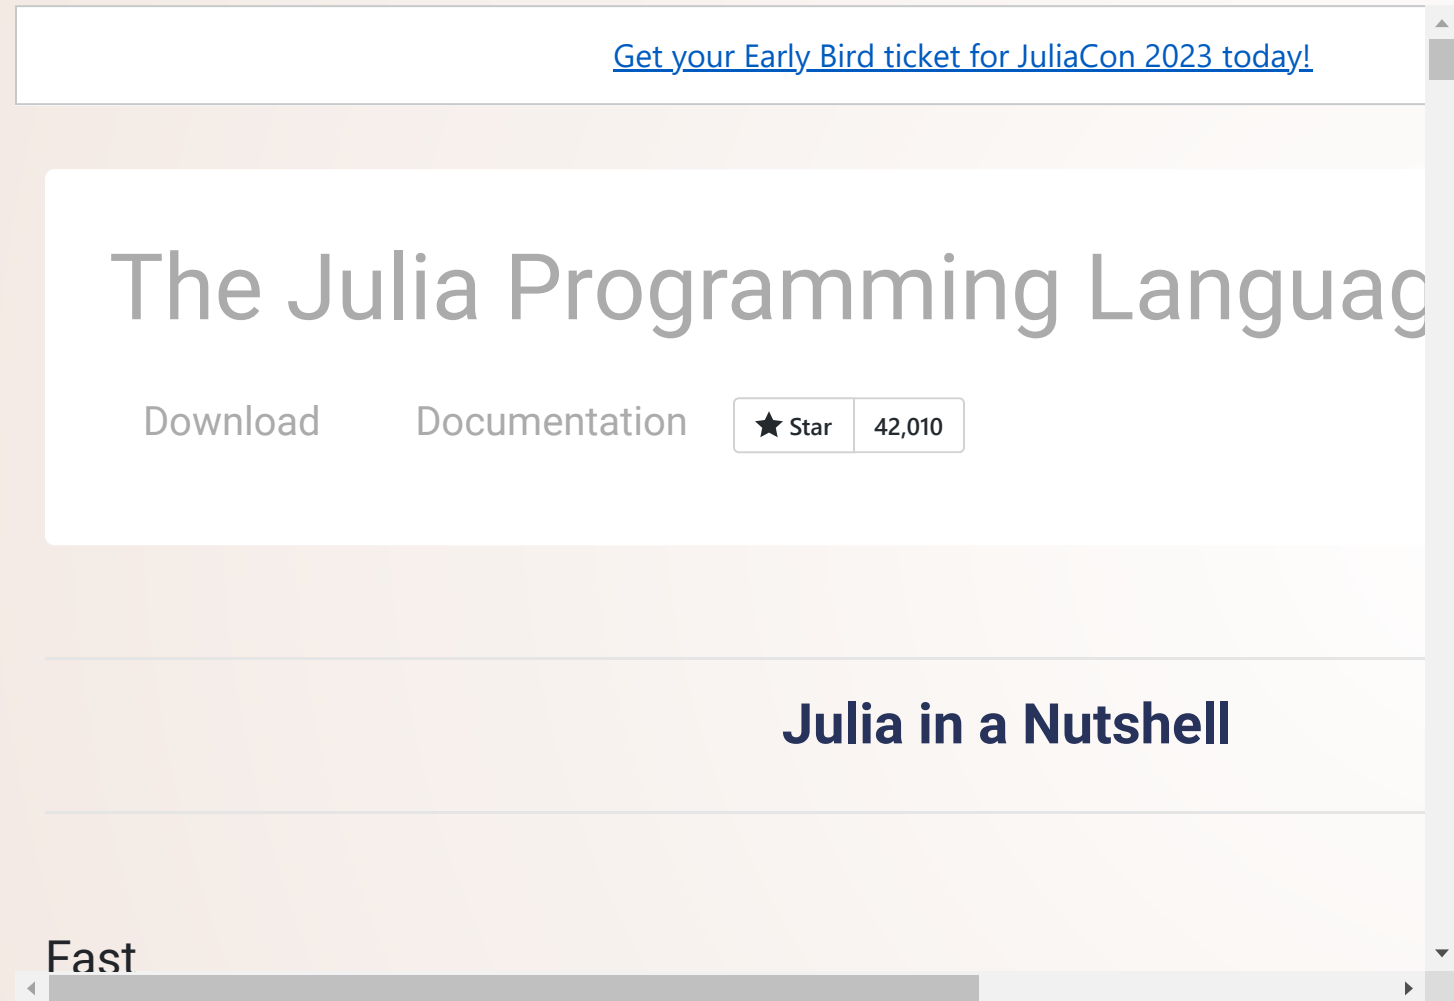 Get your Early Bird ticket for JuliaCon 2023 today!
The Julia Programming Languag
Download Documentation Star 42,010
Julia in a Nutshell
Fast